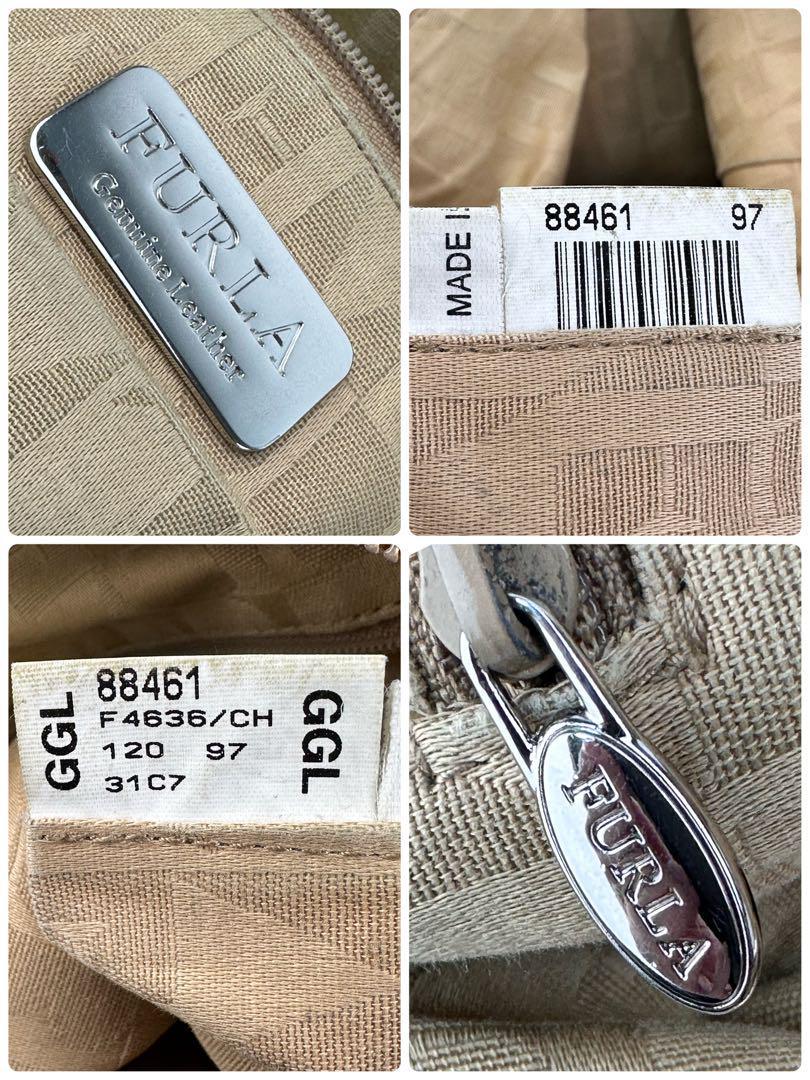 FURLA
Genuine Leather
MADE I
88461 97
GGL
88461
F4636/CH
120 97
31C7
GGL
FURLA